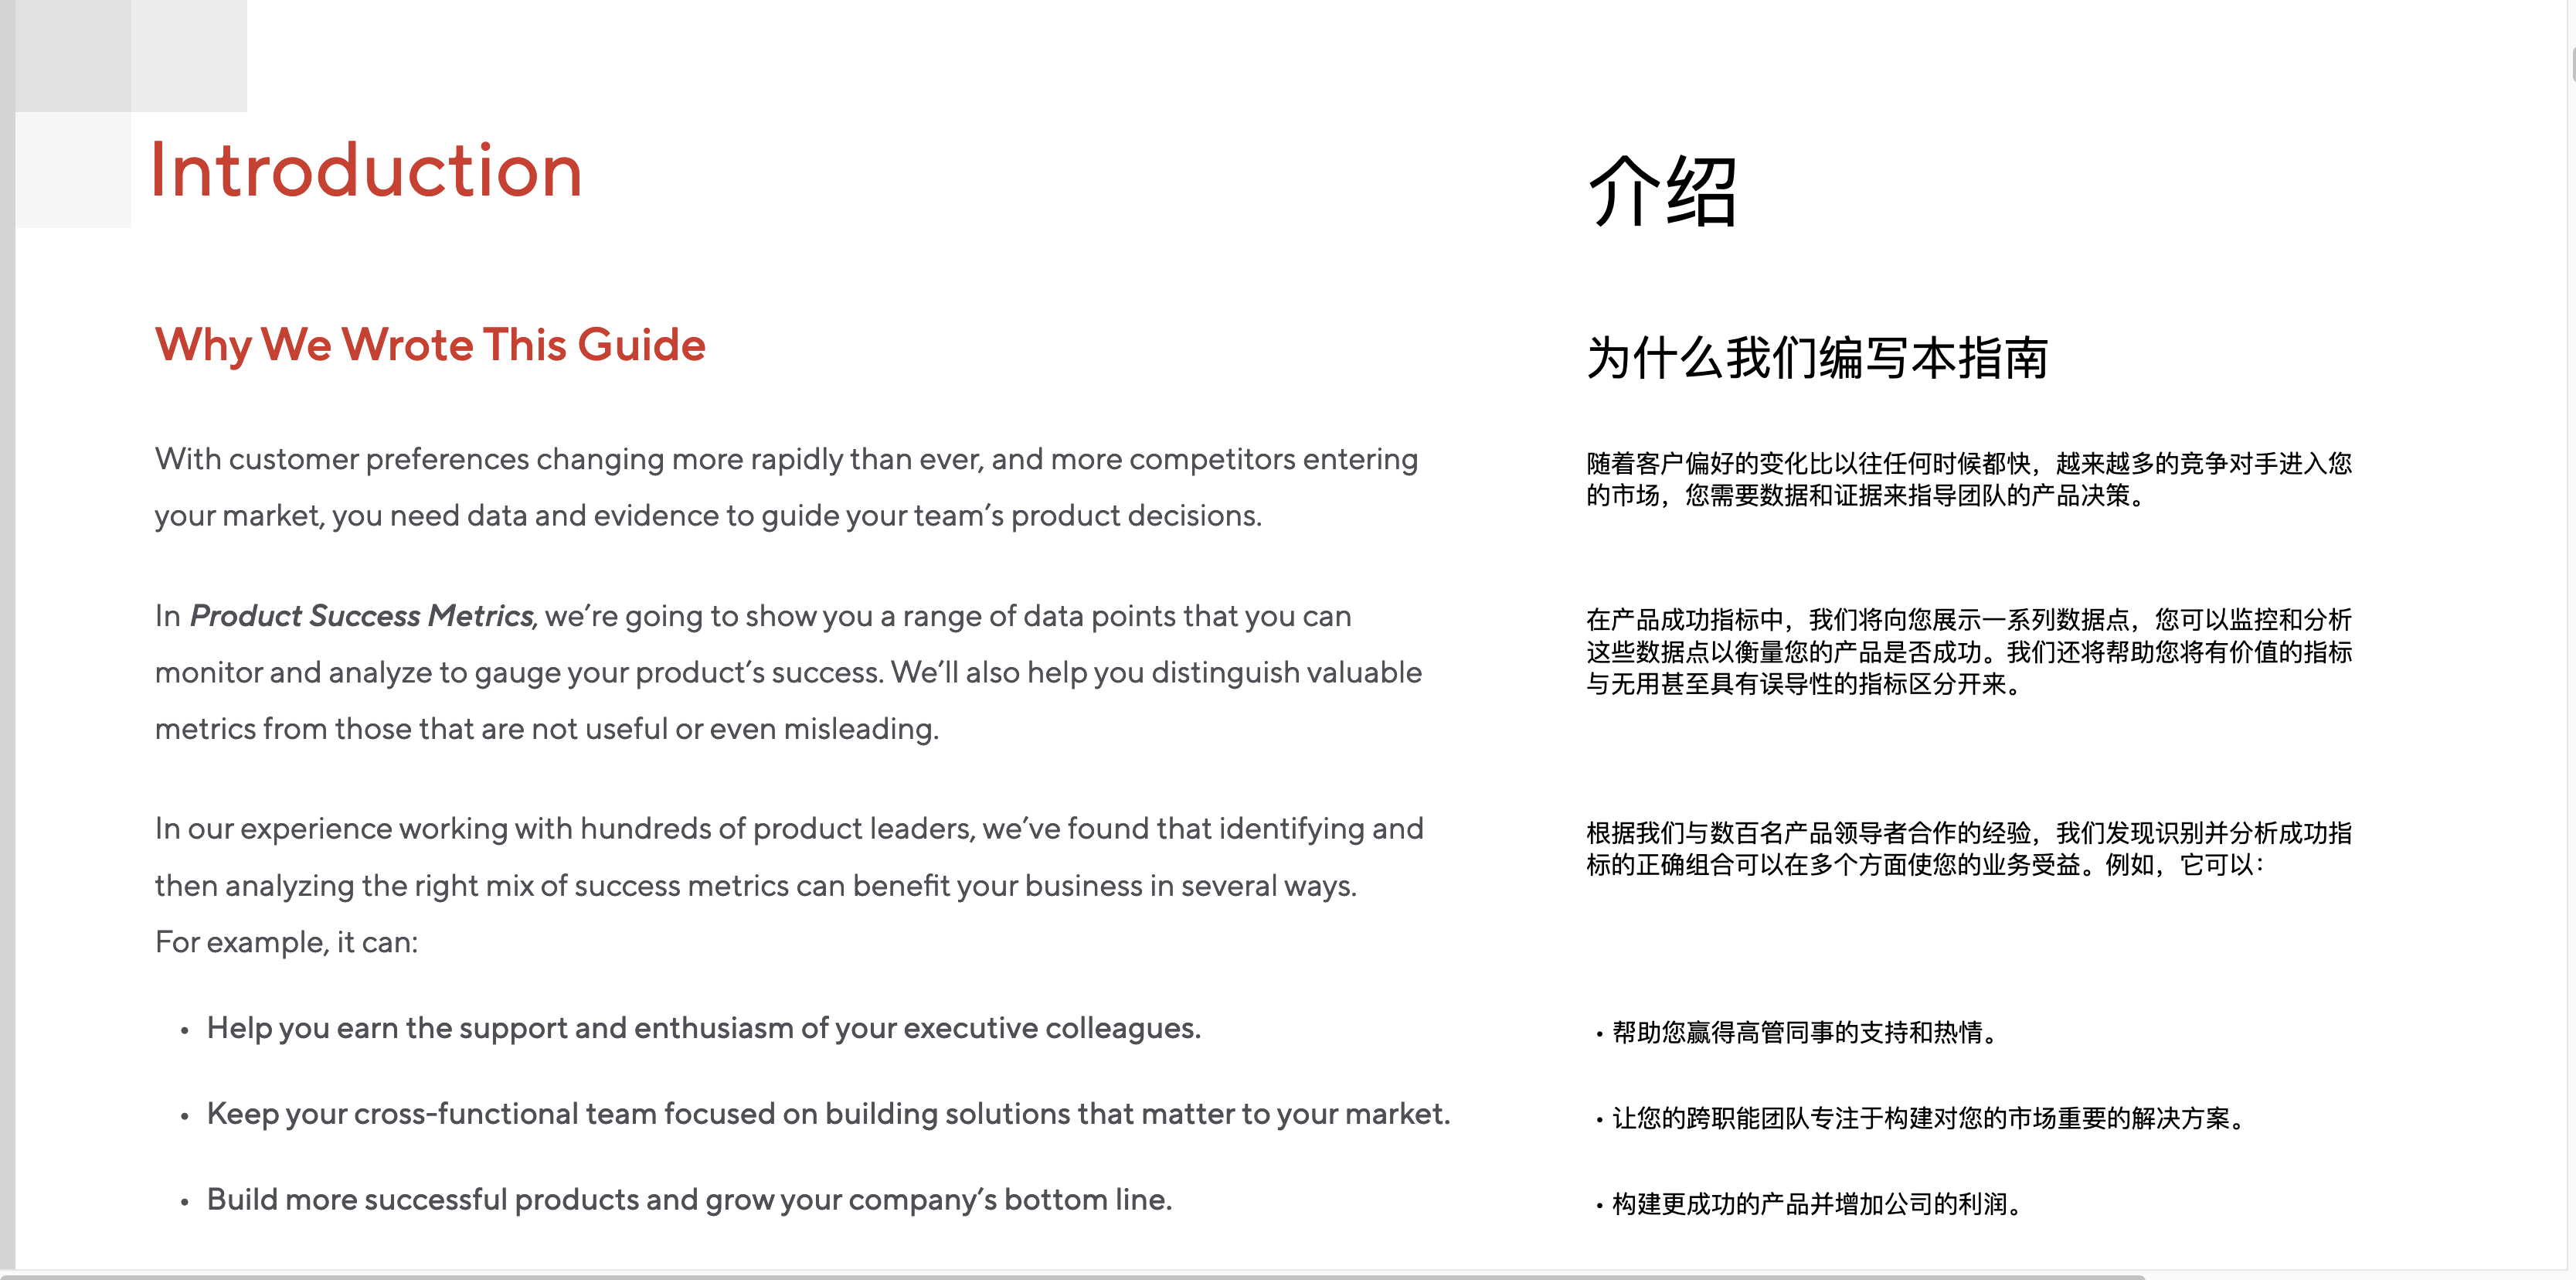 Introduction
Why We Wrote This Guide
With customer preferences changing more rapidly than ever, and more competitors entering
your market, you need data and evidence to guide your team’s product decisions.
In Product Success Metrics, we’re going to show you a range of data points that you can
monitor and analyze to gauge your product’s success. We’ll also help you distinguish valuable
metrics from those that are not useful or even misleading.
In our experience working with hundreds of product leaders, we’ve found that identifying and
then analyzing the right mix of success metrics can benefit your business in several ways.
For example, it can:
• Help you earn the support and enthusiasm of your executive colleagues.
• Keep your cross-functional team focused on building solutions that matter to your market.
• Build more successful products and grow your company’s bottom line.
介绍
为什么我们编写本指南
随着客户偏好的变化比以往任何时候都快，越来越多的竞争对手进入您
的市场，您需要数据和证据来指导团队的产品决策。
在产品成功指标中，我们将向您展示一系列数据点，您可以监控和分析
这些数据点以衡量您的产品是否成功。我们还将帮助您将有价值的指标
与无用甚至具有误导性的指标区分开来。
根据我们与数百名产品领导者合作的经验，我们发现识别并分析成功指
标的正确组合可以在多个方面使您的业务受益。例如，它可以：
• 帮助您赢得高管同事的支持和热情。
• 让您的跨职能团队专注于构建对您的市场重要的解决方案。
• 构建更成功的产品并增加公司的利润。